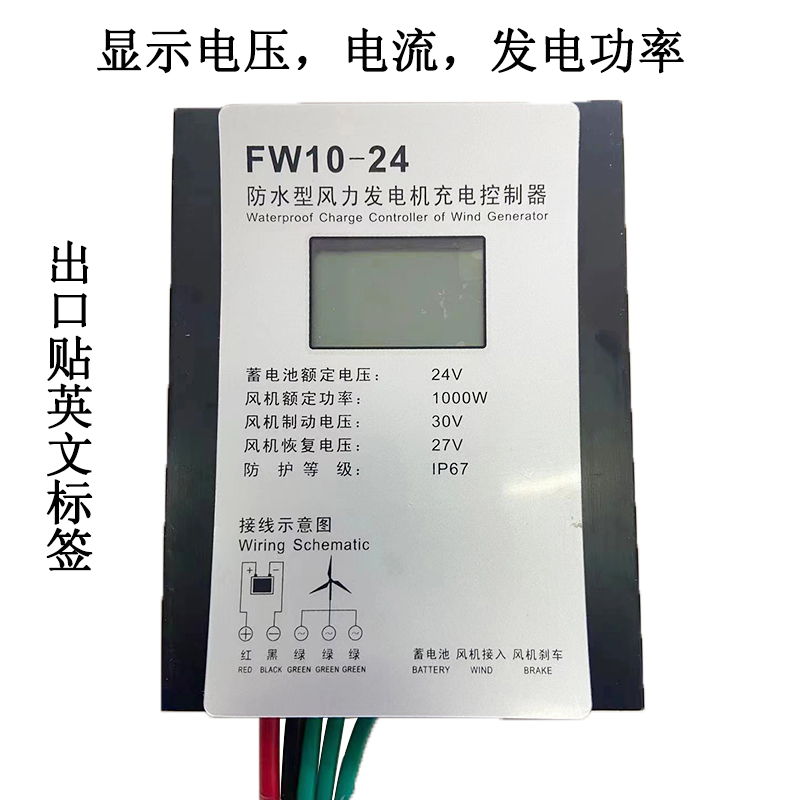 显示电压，电流，发电功率
出口贴英文标签
FW10-24
防水型风力发电机充电控制器
Waterproof Charge Controller of Wind Generator
蓄电池额定电压： 24V
风机额定功率： 1000W
风机制动电压： 30V
风机恢复电压： 27V
防 护 等 级： IP67
接线示意图
Wiring Schematic
+ −
+ − ~ ~ ~
红 黑 绿 绿 绿
RED BLACK GREEN GREEN GREEN
蓄电池 风机接入 风机刹车
BATTERY WIND BRAKE